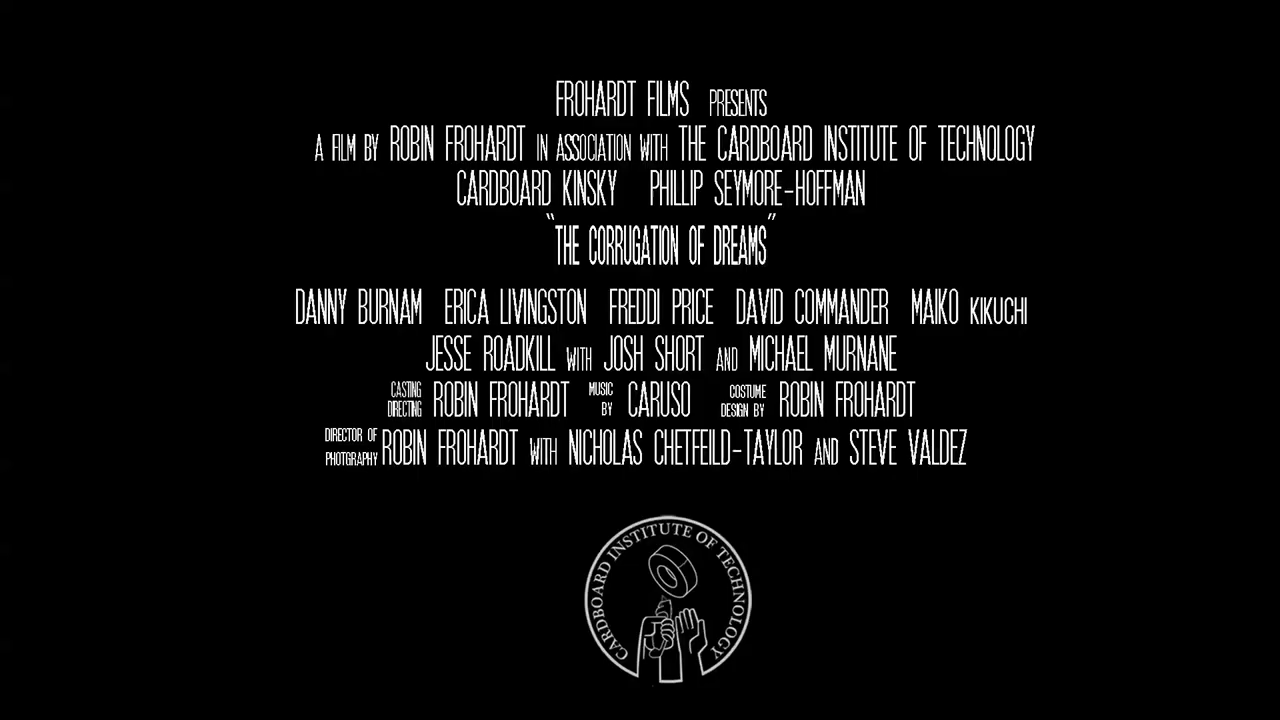 FROHARDT FILMS PRESENTS
A FILM BY ROBIN FROHARDT IN ASSOCIATION WITH THE CARDBOARD INSTITUTE OF TECHNOLOGY
CARDBOARD KINSKY PHILLIP SEYMORE-HOFFMAN
"THE CORRUGATION OF DREAMS"
DANNY BURNAM ERICA LIVINGSTON FREDDI PRICE DAVID COMMANDER MAIKO KIKUCHI
JESSE ROADKILL WITH JOSH SHORT AND MICHAEL MURNANE
CASTING DIRECTING ROBIN FROHARDT MUSIC BY CARUSO COSTUME DESIGN BY ROBIN FROHARDT
DIRECTOR OF PHOTGRAPHY ROBIN FROHARDT WITH NICHOLAS CHETFEILD-TAYLOR AND STEVE VALDEZ
CARDBOARD INSTITUTE OF TECHNOLOGY